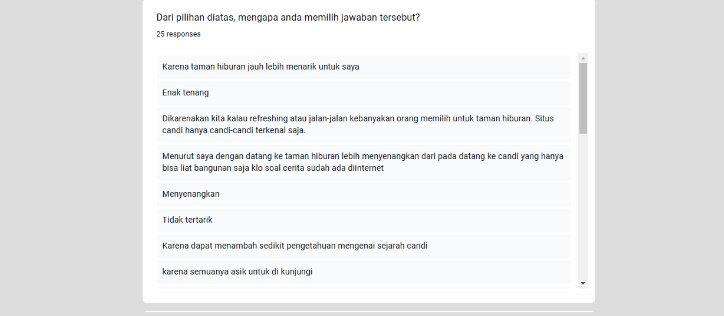 Dari pilihan diatas, mengapa anda memilih jawaban tersebut?
25 responses
Karena taman hiburan jauh lebih menarik untuk saya
Enak tenang
Dikarenakan kita kalau refreshing atau jalan-jalan kebanyakan orang memilih untuk taman hiburan. Situs
candi hanya candi-candi terkenal saja.
Menurut saya dengan datang ke taman hiburan lebih menyenangkan dari pada datang ke candi yang hanya
bisa liat bangunan saja klo soal cerita sudah ada diinternet
Menyenangkan
Tidak tertarik
Karena dapat menambah sedikit pengetahuan mengenai sejarah candi
karena semuanya asik untuk di kunjungi